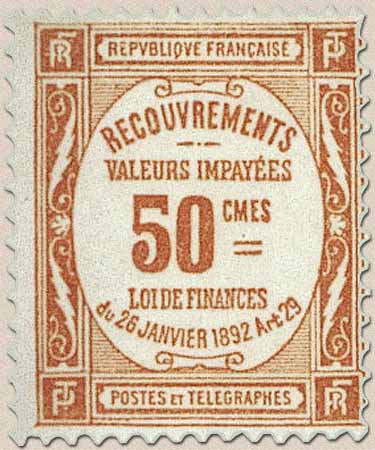 REPVBLIQVE FRANÇAISE
RECOUVREMENTS
VALEURS IMPAYÉES
50 CMES
=
LOI DE FINANCES
du 26 JANVIER 1892 Art 29
POSTES ET TELEGRAPHES